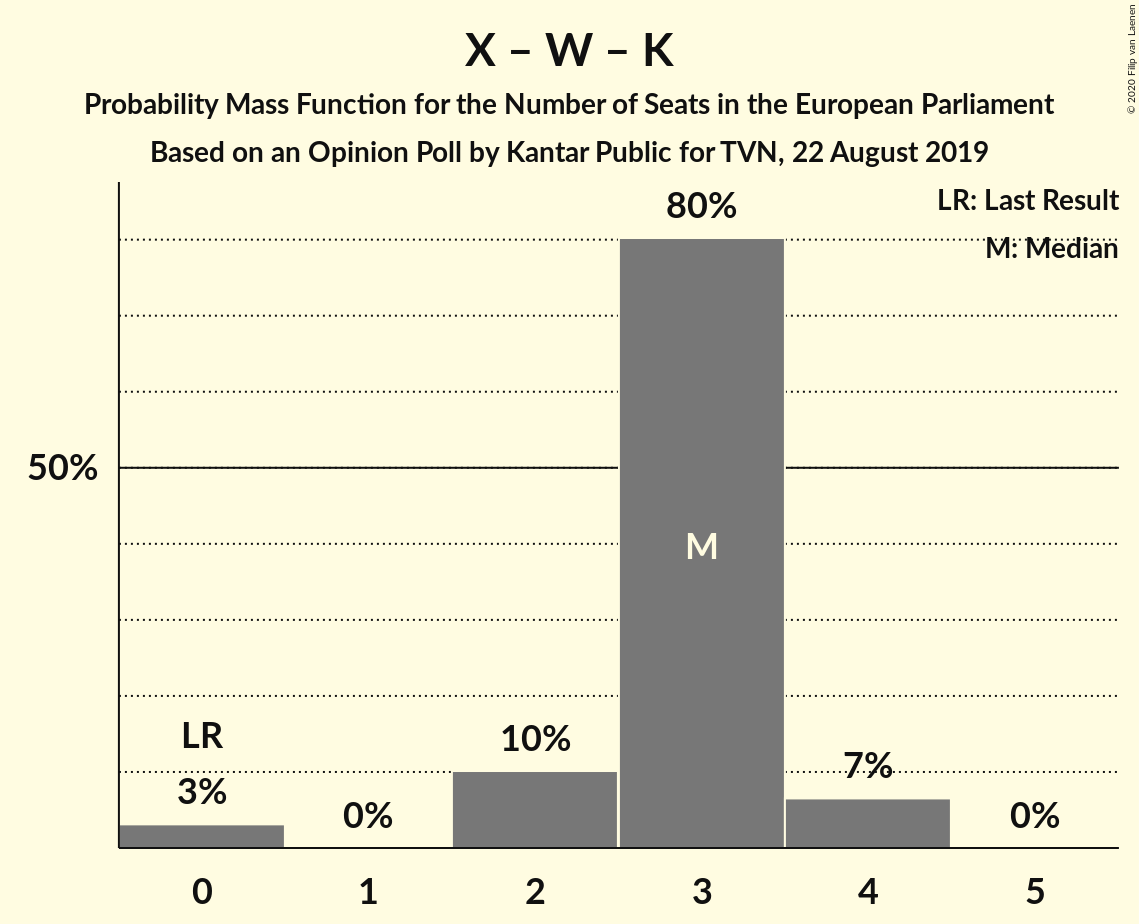 X – W – K
Probability Mass Function for the Number of Seats in the European Parliament
Based on an Opinion Poll by Kantar Public for TVN, 22 August 2019
© 2020 Filip van Laenen
LR: Last Result
M: Median
80%
50%
M
LR
3%
0%
10%
7%
0%
0 1 2 3 4 5